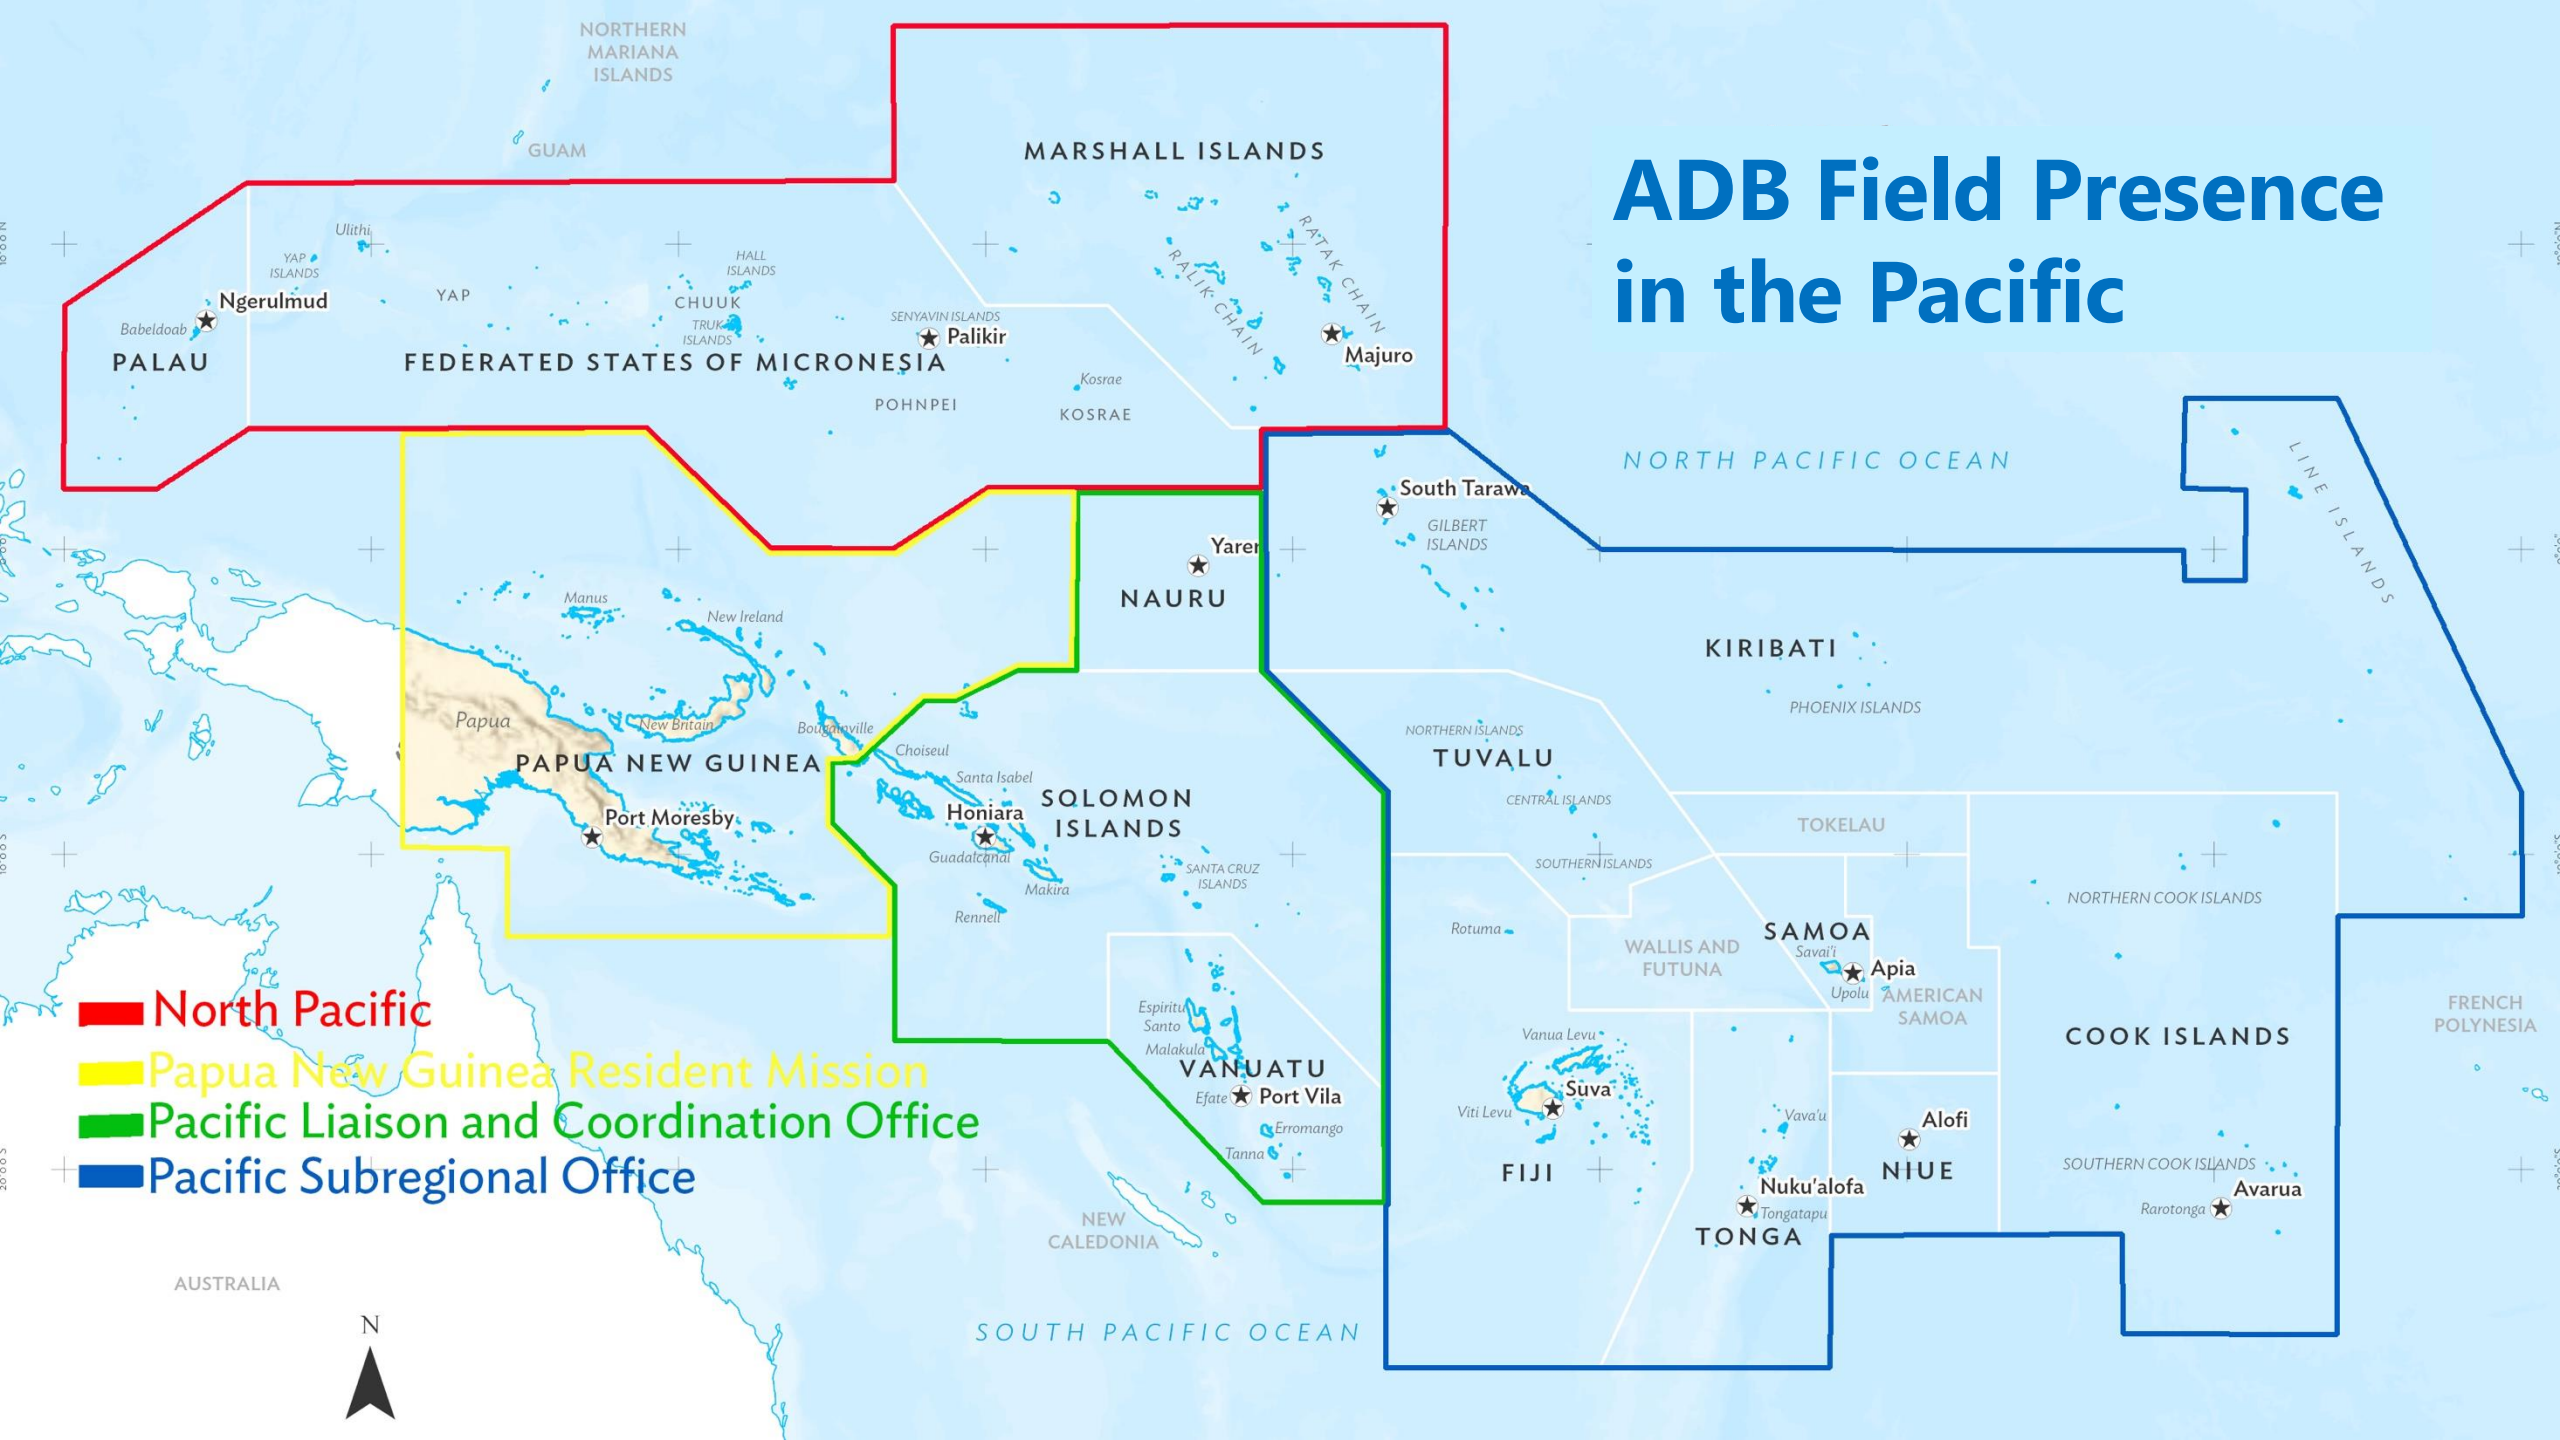 NORTHERN
MARIANA
ISLANDS
GUAM
MARSHALL ISLANDS
ADB Field Presence
in the Pacific
Ulithi
YAP
ISLANDS
HALL
ISLANDS
RATAK CHAIN
RALIK CHAIN
YAP
CHUUK
Ngerulmud
Babeldoab
TRUK
ISLANDS
SENYAVIN ISLANDS
Palikir
Majuro
PALAU
FEDERATED STATES OF MICRONESIA
Kosrae
POHNPEI
KOSRAE
NORTH PACIFIC OCEAN
LINE ISLANDS
South Tarawa
GILBERT
ISLANDS
Yaren
NAURU
Manus
New Ireland
KIRIBATI
PHOENIX ISLANDS
Papua
New Britain
Bougainville
Choiseul
NORTHERN ISLANDS
TUVALU
PAPUA NEW GUINEA
Santa Isabel
SOLOMON
ISLANDS
CENTRAL ISLANDS
Port Moresby
Honiara
TOKELAU
Guadalcanal
SOUTHERN ISLANDS
SANTA CRUZ
ISLANDS
Makira
Rennell
NORTHERN COOK ISLANDS
Rotuma
SAMOA
WALLIS AND
FUTUNA
Savai'i
Apia
Upolu
AMERICAN
SAMOA
FRENCH
POLYNESIA
North Pacific
Espiritu
Santo
Malakula
Vanua Levu
COOK ISLANDS
Papua New Guinea Resident Mission
VANUATU
Efate
Port Vila
Suva
Viti Levu
Vava'u
Alofi
Pacific Liaison and Coordination Office
Erromango
Tanna
Pacific Subregional Office
FIJI
NIUE
SOUTHERN COOK ISLANDS
Nuku'alofa
Tongatapu
Avarua
Rarotonga
NEW
CALEDONIA
TONGA
AUSTRALIA
N
SOUTH PACIFIC OCEAN